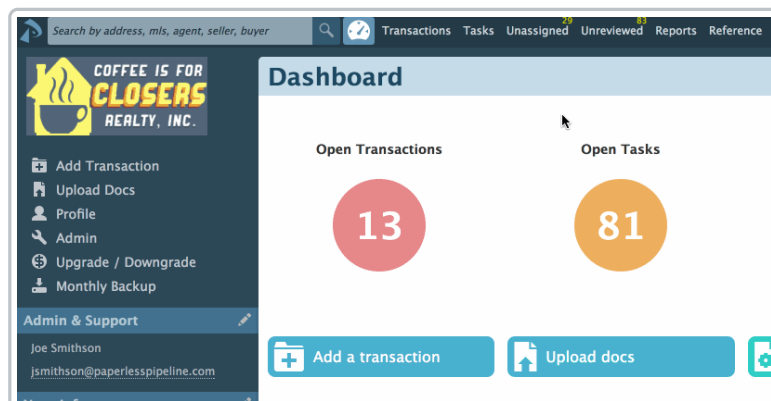 Search by address, mls, agent, seller, buyer
Transactions
Tasks
Unassigned
29
Unreviewed
83
Reports
Reference
COFFEE IS FOR
CLOSERS
REALTY, INC.
Dashboard
Add Transaction
Upload Docs
Profile
Admin
Upgrade / Downgrade
Monthly Backup
Admin & Support
Joe Smithson
jsmithson@paperlesspipeline.com
Open Transactions
13
Open Tasks
81
Add a transaction
Upload docs